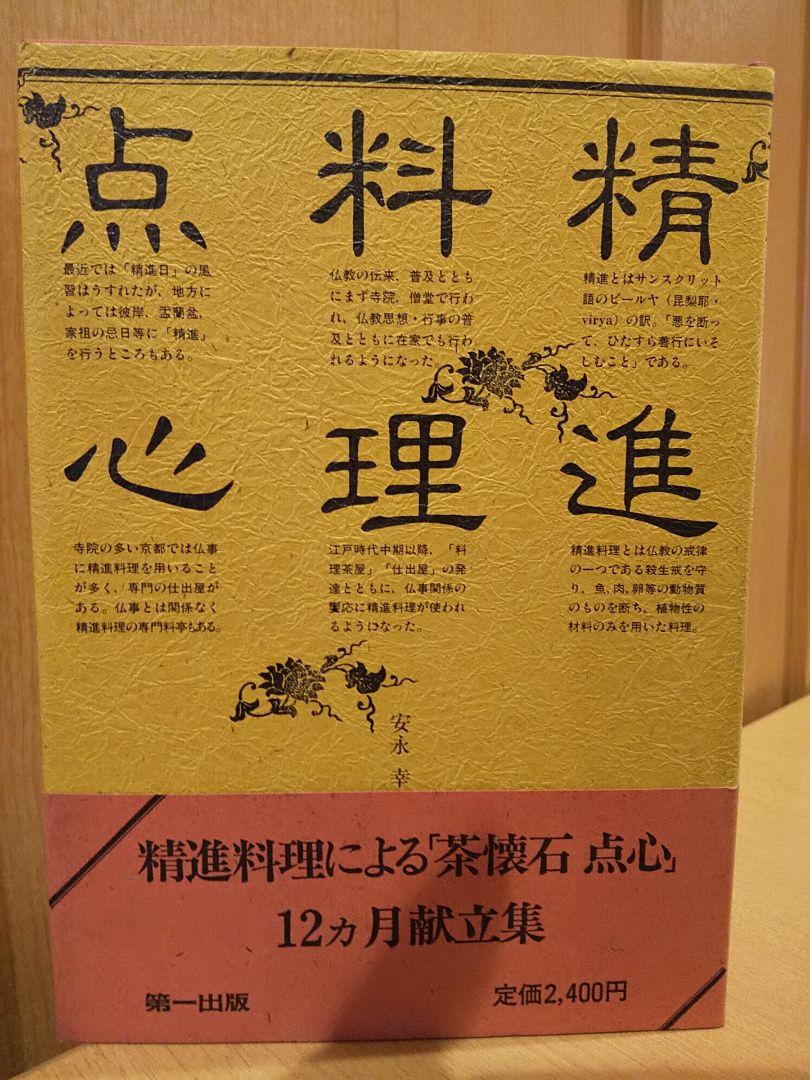 精
精進とはサンスクリット
語のビールヤ（昆梨耶・
virya）の訳。「悪を断っ
て、ひたすら善行にいそ
しむこと」である。
進
精進料理とは仏教の戒律
の一つである殺生戒を守
り、魚、肉、卵等の動物質
のものを断ち、植物性の
材料のみを用いた料理。
料
仏教の伝来、普及ととも
にまず寺院、僧堂で行わ
れ、仏教思想・行事の普
及とともに在家でも行わ
れるようになった。
理
江戸時代中期以降、「料
理茶屋」「仕出屋」の発
達とともに、仏事関係の
饗応に精進料理が使われ
るようになった。
点
最近では「精進日」の風
習はうすれたが、地方に
よっては彼岸、盂蘭盆、
家祖の忌日等に「精進」
を行うところもある。
心
寺院の多い京都では仏事
に精進料理を用いること
が多く、専門の仕出屋が
ある。仏事とは関係なく
精進料理の専門料亭もある。
安永 幸
精進料理による「茶懐石 点心」
12カ月献立集
第一出版
定価2,400円